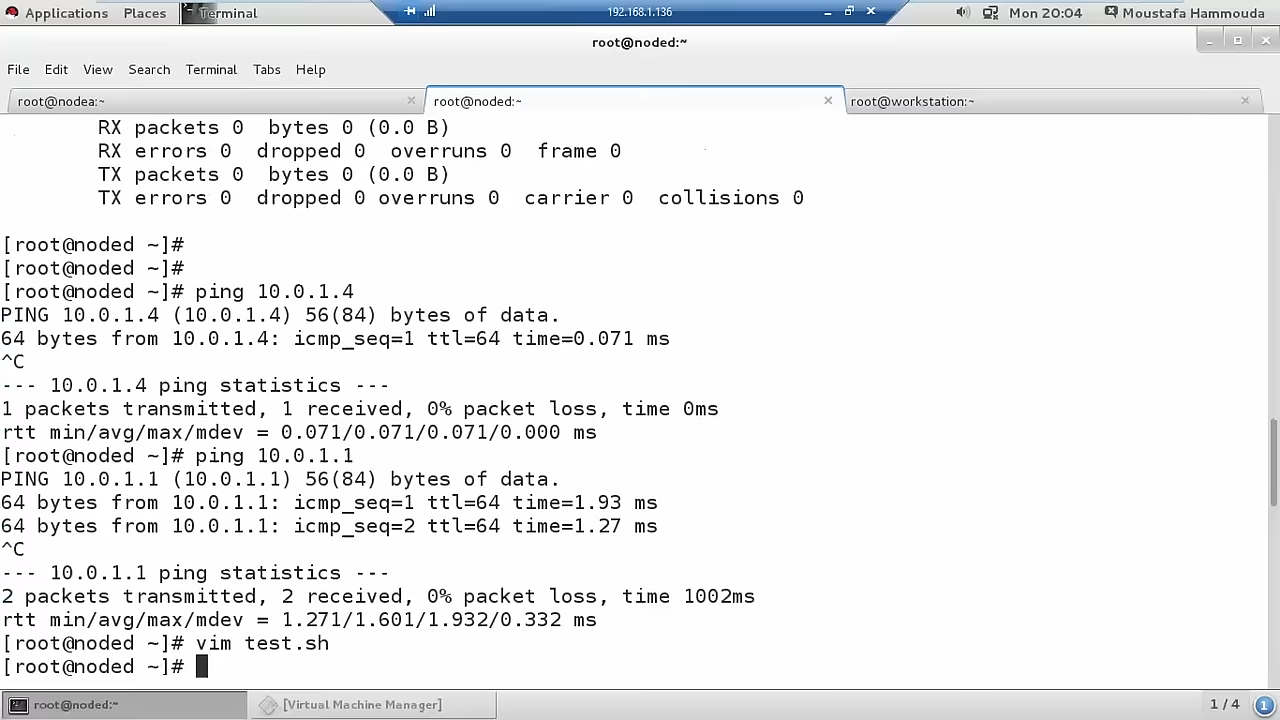 Applications Places Terminal 192.168.1.136 Mon 20:04 Moustafa Hammouda
root@noded:~
File Edit View Search Terminal Tabs Help
root@nodea:~ root@noded:~ root@workstation:~
RX packets 0 bytes 0 (0.0 B)
RX errors 0 dropped 0 overruns 0 frame 0
TX packets 0 bytes 0 (0.0 B)
TX errors 0 dropped 0 overruns 0 carrier 0 collisions 0
[root@noded ~]#
[root@noded ~]#
[root@noded ~]# ping 10.0.1.4
PING 10.0.1.4 (10.0.1.4) 56(84) bytes of data.
64 bytes from 10.0.1.4: icmp_seq=1 ttl=64 time=0.071 ms
^C
--- 10.0.1.4 ping statistics ---
1 packets transmitted, 1 received, 0% packet loss, time 0ms
rtt min/avg/max/mdev = 0.071/0.071/0.071/0.000 ms
[root@noded ~]# ping 10.0.1.1
PING 10.0.1.1 (10.0.1.1) 56(84) bytes of data.
64 bytes from 10.0.1.1: icmp_seq=1 ttl=64 time=1.93 ms
64 bytes from 10.0.1.1: icmp_seq=2 ttl=64 time=1.27 ms
^C
--- 10.0.1.1 ping statistics ---
2 packets transmitted, 2 received, 0% packet loss, time 1002ms
rtt min/avg/max/mdev = 1.271/1.601/1.932/0.332 ms
[root@noded ~]# vim test.sh
[root@noded ~]#
root@noded:~ [Virtual Machine Manager] 1 / 4 1